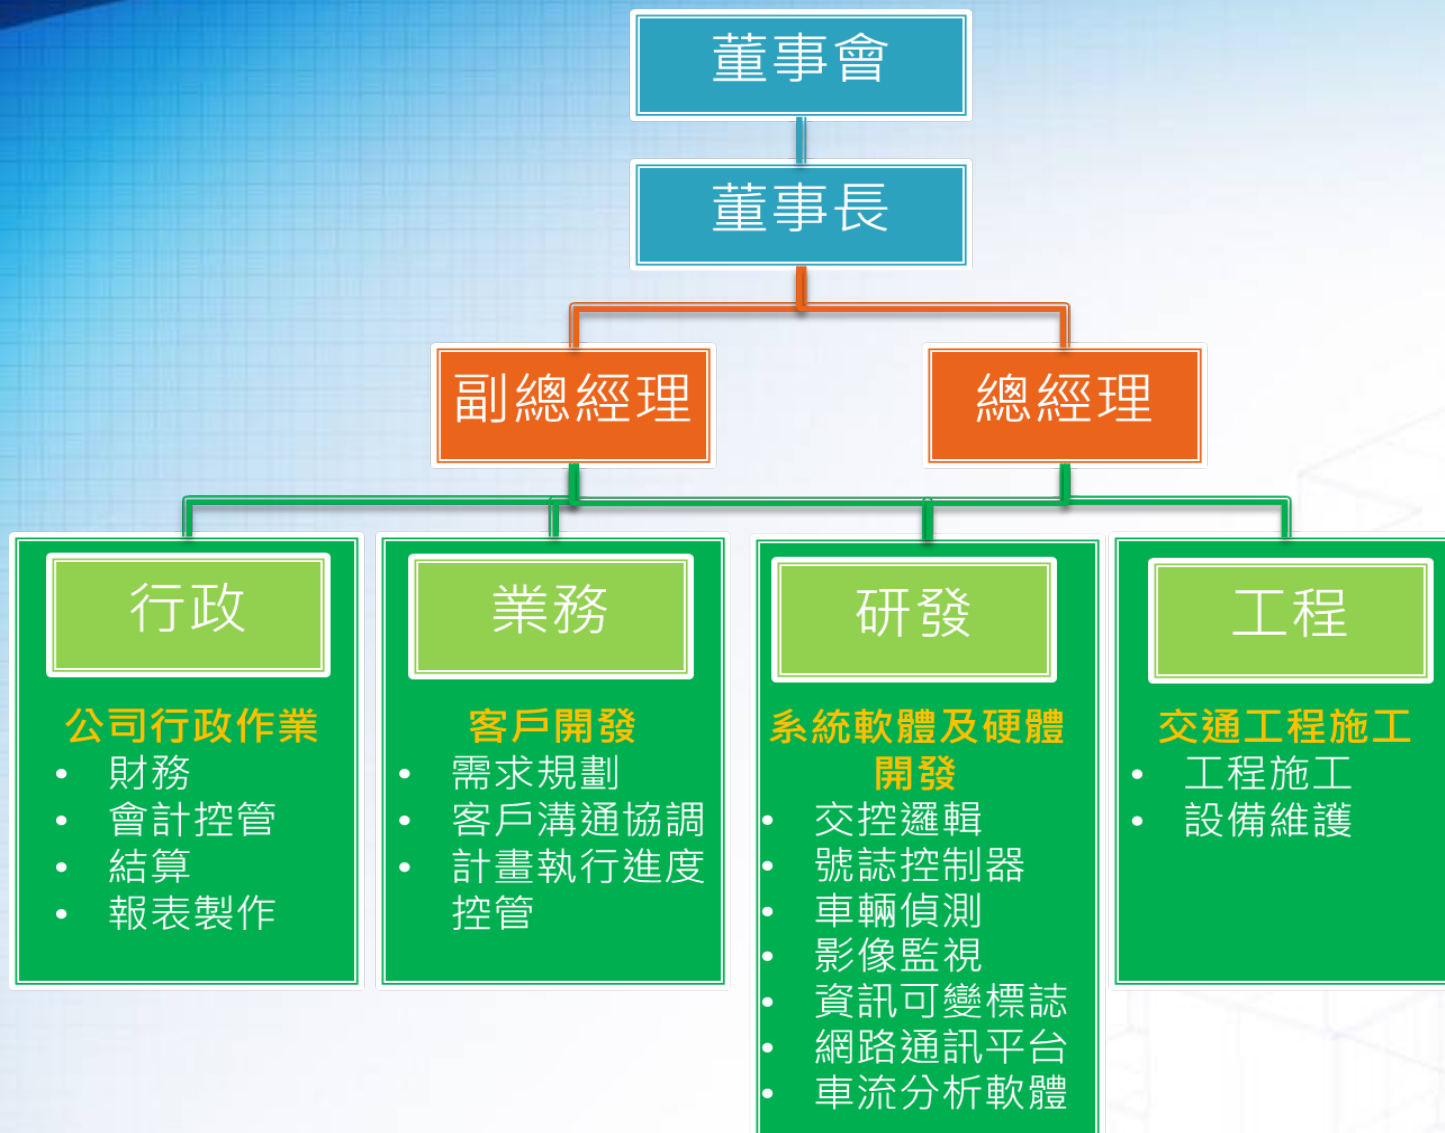 董事會
董事長
副總經理
總經理
行政
公司行政作業
• 財務
• 會計控管
• 結算
• 報表製作
業務
客戶開發
• 需求規劃
• 客戶溝通協調
• 計畫執行進度
控管
研發
系統軟體及硬體
開發
• 交控邏輯
• 號誌控制器
• 車輛偵測
• 影像監視
• 資訊可變標誌
• 網路通訊平台
• 車流分析軟體
工程
交通工程施工
• 工程施工
• 設備維護